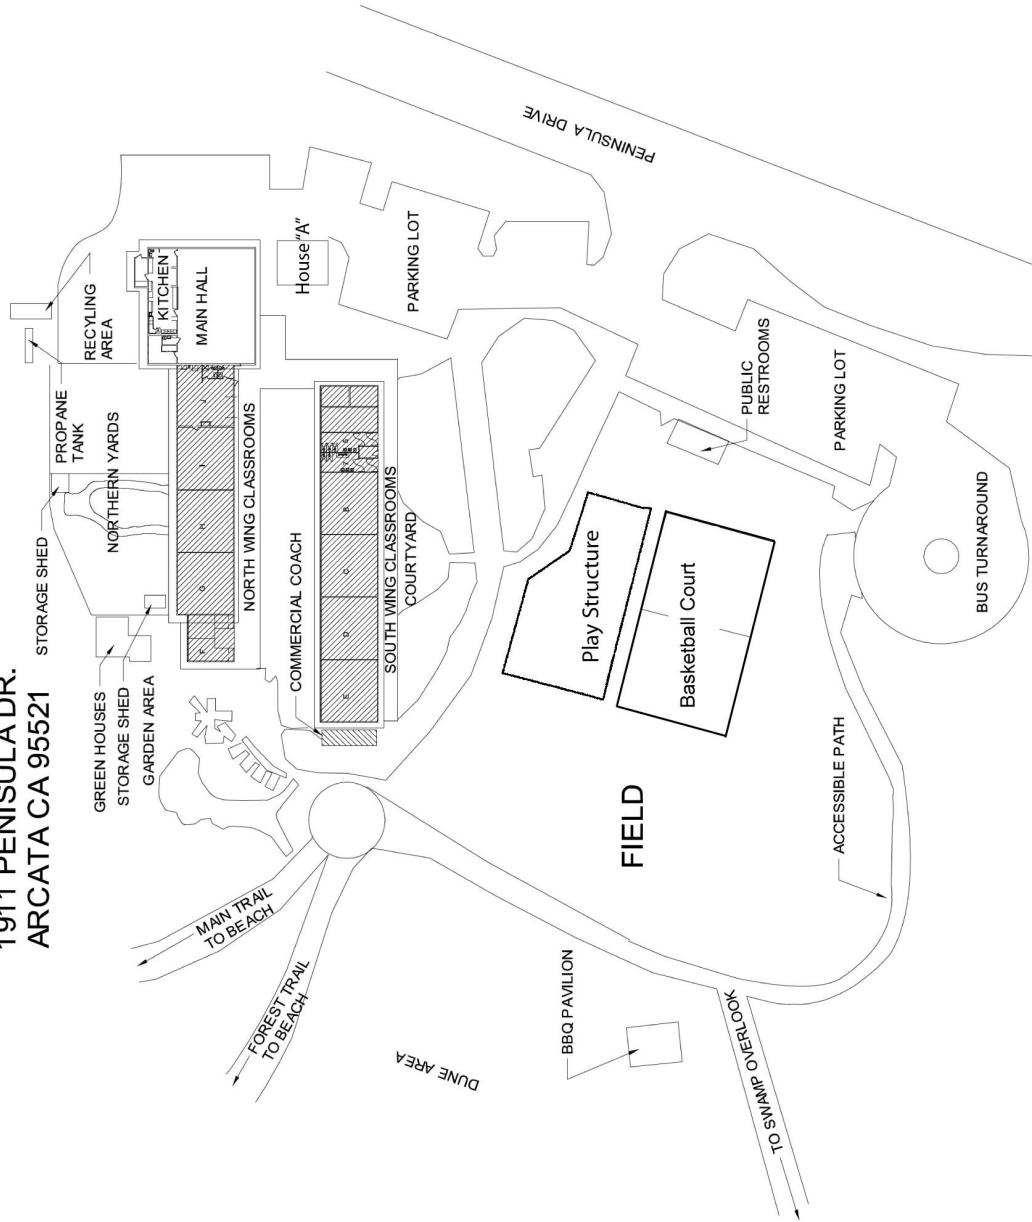 1911 PENISULA DR.
ARCATA CA 95521
GREEN HOUSES
STORAGE SHED
GARDEN AREA
STORAGE SHED
PROPANE
TANK
NORTHERN YARDS
RECYLING
AREA
KITCHEN
MAIN HALL
F
G
H
I
J
NORTH WING CLASSROOMS
COMMERCIAL COACH
E
D
C
B
SOUTH WING CLASSROOMS
COURTYARD
House "A"
PARKING LOT
PENINSULA DRIVE
MAIN TRAIL
TO BEACH
FOREST TRAIL
TO BEACH
DUNE AREA
BBQ PAVILION
FIELD
Play Structure
Basketball Court
PUBLIC
RESTROOMS
PARKING LOT
ACCESSIBLE PATH
BUS TURNAROUND
TO SWAMP OVERLOOK